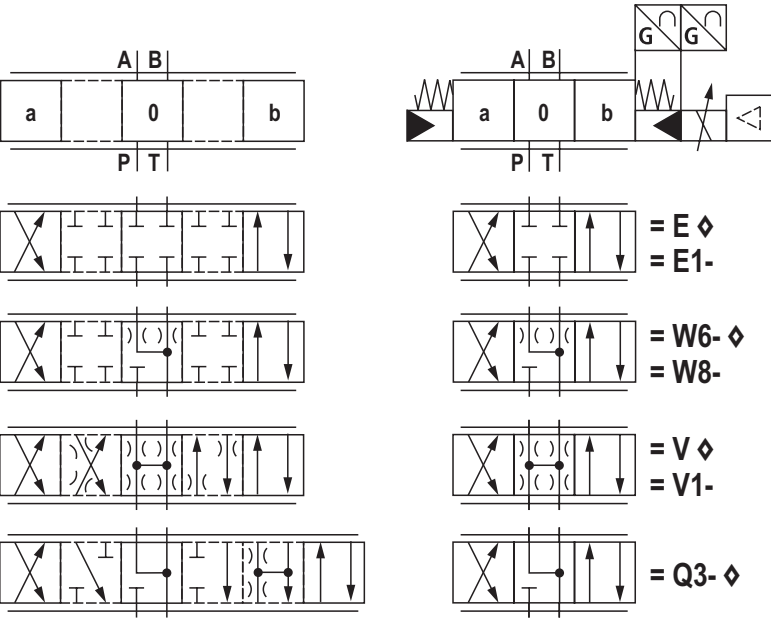 G G
A B
a 0 b
P T
A B
a 0 b
P T
= E ◊
= E1-
= W6- ◊
= W8-
= V ◊
= V1-
= Q3- ◊